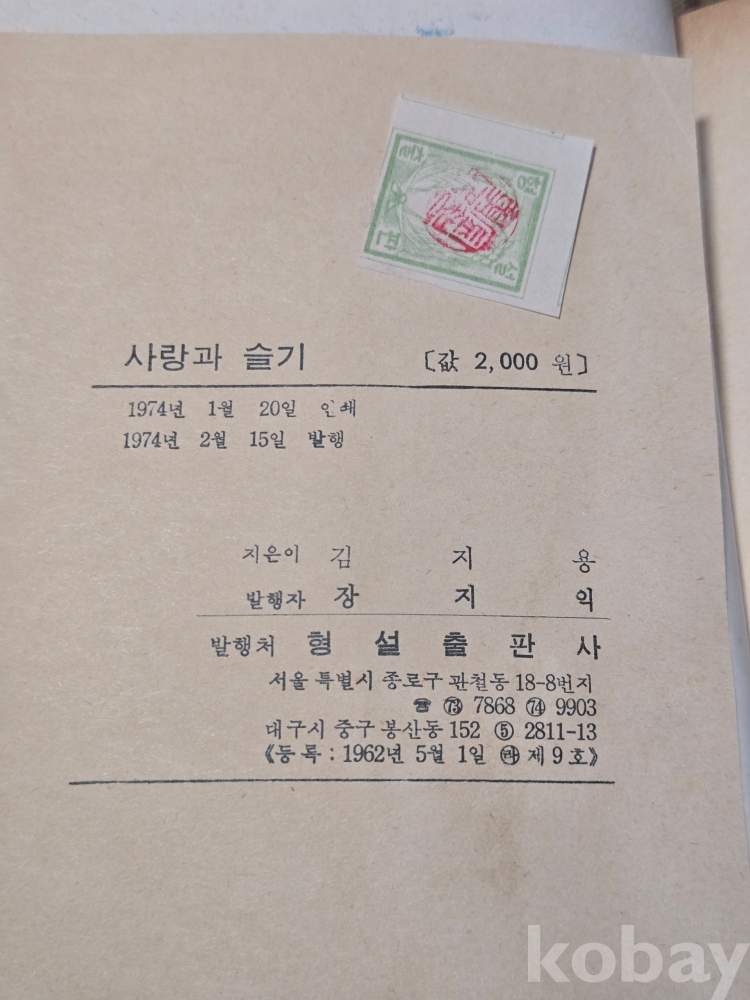 사랑과 슬기 〔값 2,000 원〕
1974년 1월 20일 인쇄
1974년 2월 15일 발행
지은이 김 지 용
발행자 장 지 익
발행처 형 설 출 판 사
서울 특별시 종로구 관철동 18-8번지
☎ ㊆㊂ 7868 ㊆㊃ 9903
대구시 중구 봉산동 152 ⑤ 2811-13
《등록 : 1962년 5월 1일 ㉱ 제 9 호》
kobay